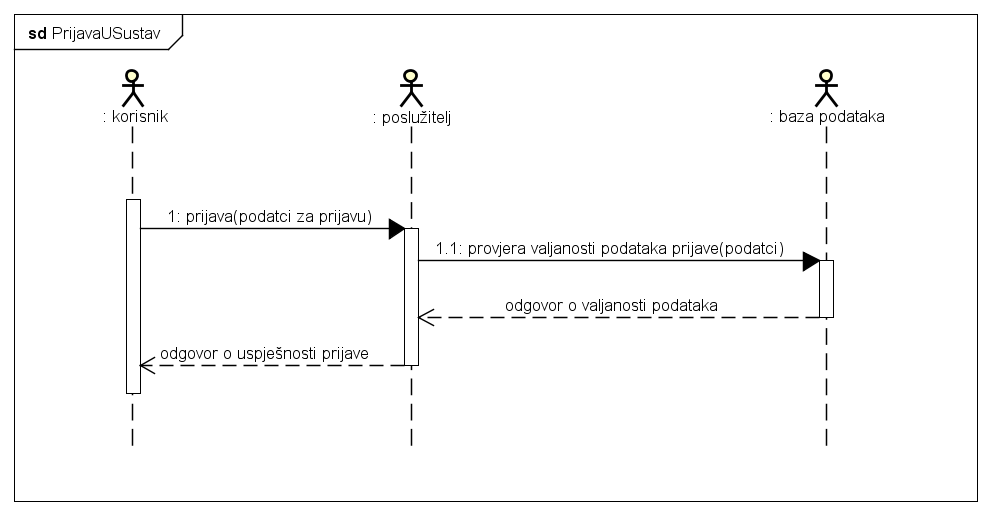 sd PrijavaUSustav
: korisnik
: poslužitelj
: baza podataka
1: prijava(podatci za prijavu)
1.1: provjera valjanosti podataka prijave(podatci)
odgovor o valjanosti podataka
odgovor o uspješnosti prijave